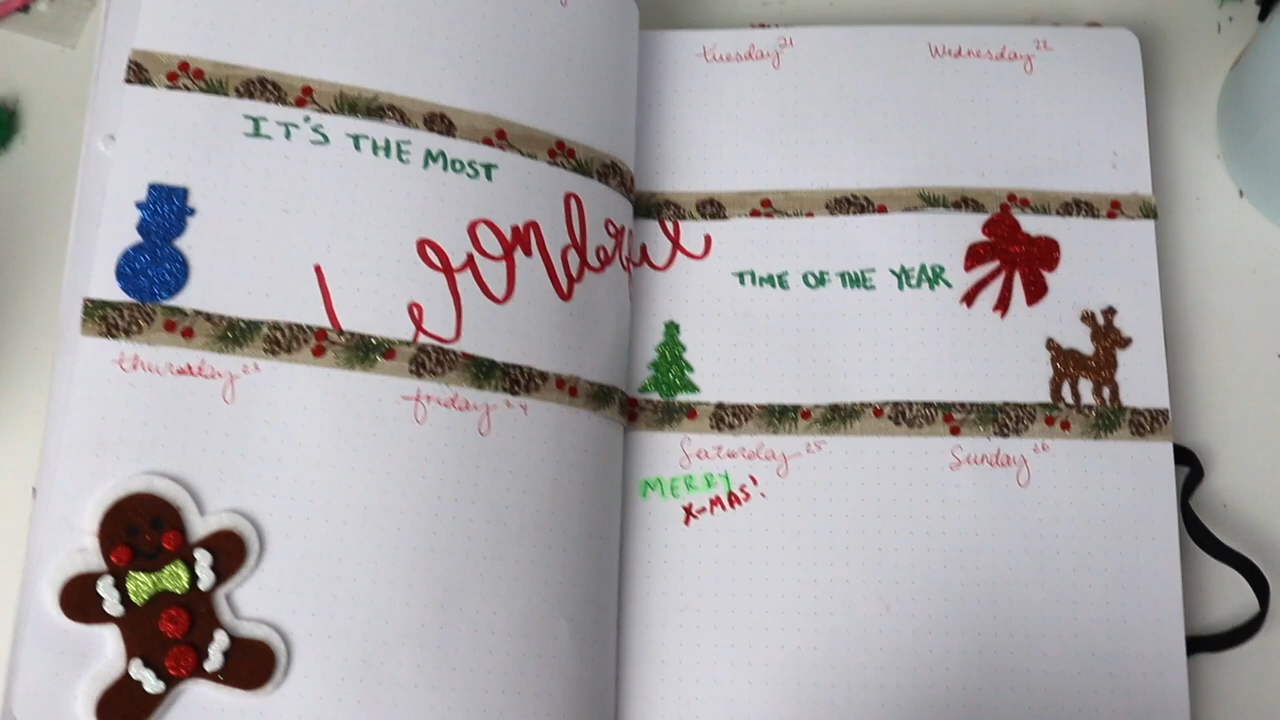 Tuesday 21
Wednesday 22
IT'S THE MOST
Wonderful
TIME OF THE YEAR
Thursday 23
Friday 24
Saturday 25
Sunday 26
MERRY
X-MAS!